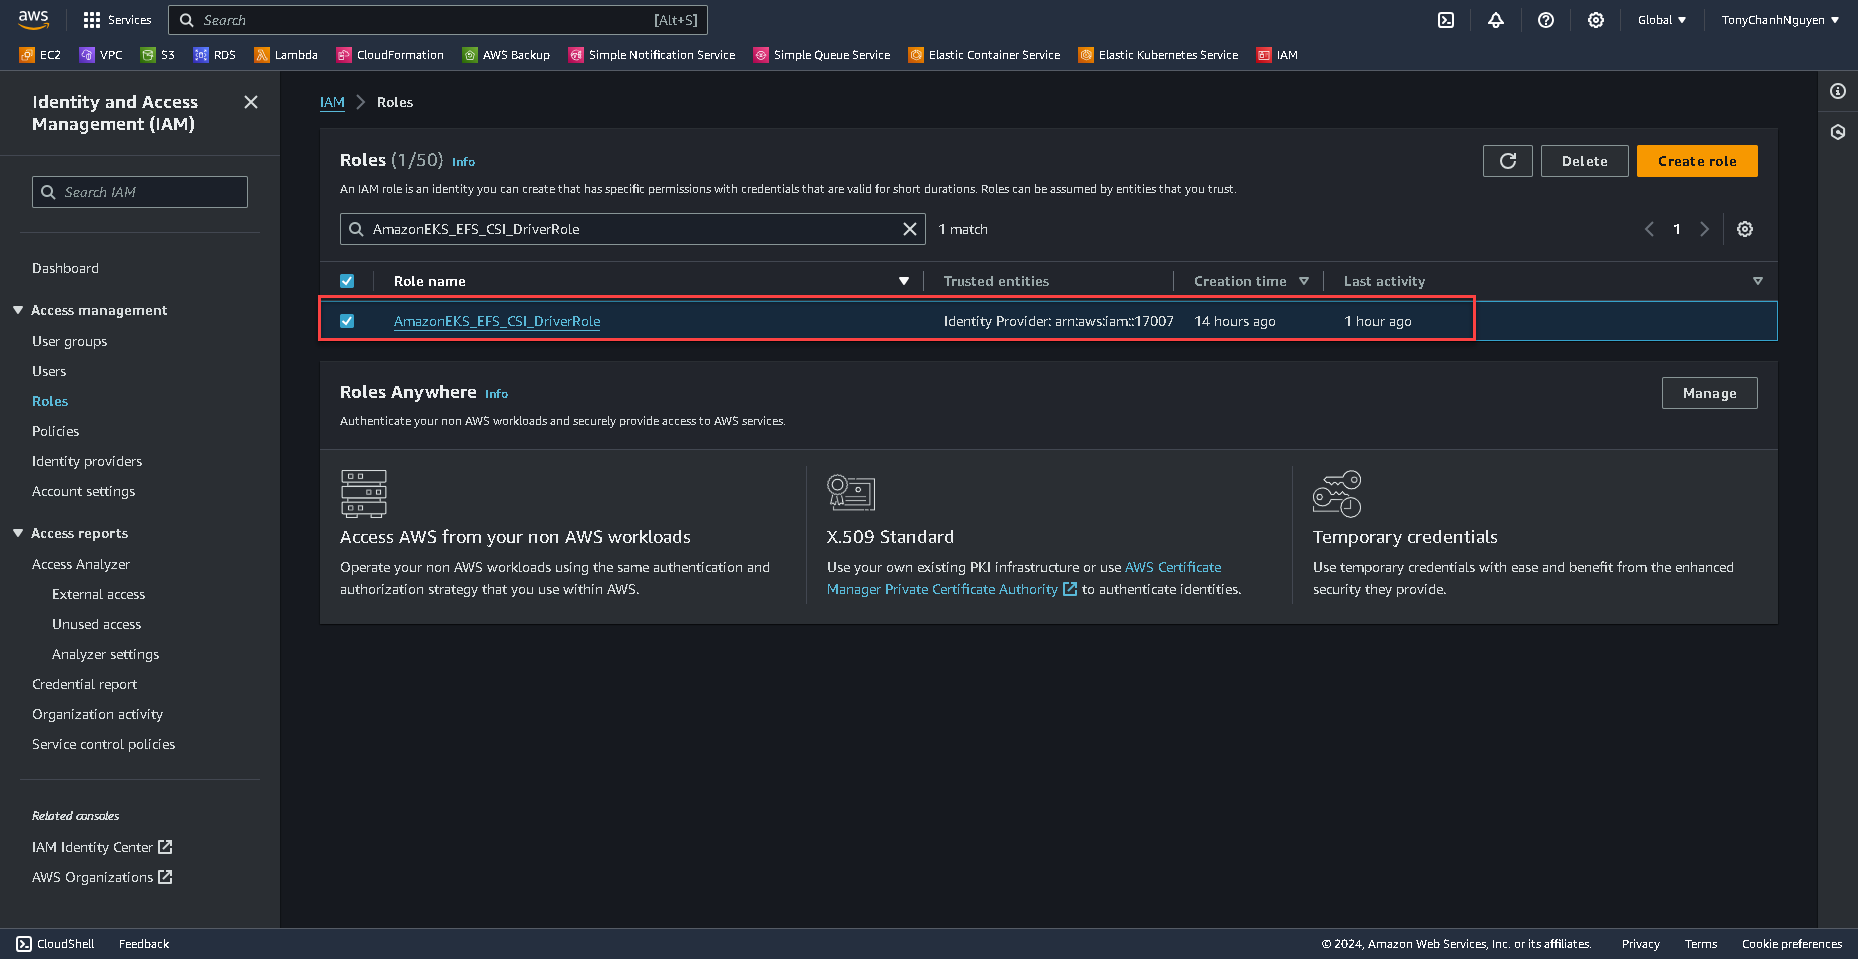 aws
Services
Search
[Alt+S]
Global
TonyChanhNguyen
EC2
VPC
S3
RDS
Lambda
CloudFormation
AWS Backup
Simple Notification Service
Simple Queue Service
Elastic Container Service
Elastic Kubernetes Service
IAM
Identity and Access
Management (IAM)
Search IAM
Dashboard
Access management
User groups
Users
Roles
Policies
Identity providers
Account settings
Access reports
Access Analyzer
External access
Unused access
Analyzer settings
Credential report
Organization activity
Service control policies
Related consoles
IAM Identity Center
AWS Organizations
IAM
Roles
Roles (1/50) Info
Delete
Create role
An IAM role is an identity you can create that has specific permissions with credentials that are valid for short durations. Roles can be assumed by entities that you trust.
AmazonEKS_EFS_CSI_DriverRole
1 match
1
Role name
Trusted entities
Creation time
Last activity
AmazonEKS_EFS_CSI_DriverRole
Identity Provider: arn:aws:iam::17007
14 hours ago
1 hour ago
Roles Anywhere Info
Manage
Authenticate your non AWS workloads and securely provide access to AWS services.
Access AWS from your non AWS workloads
Operate your non AWS workloads using the same authentication and
authorization strategy that you use within AWS.
X.509 Standard
Use your own existing PKI infrastructure or use AWS Certificate
Manager Private Certificate Authority to authenticate identities.
Temporary credentials
Use temporary credentials with ease and benefit from the enhanced
security they provide.
CloudShell
Feedback
© 2024, Amazon Web Services, Inc. or its affiliates.
Privacy
Terms
Cookie preferences